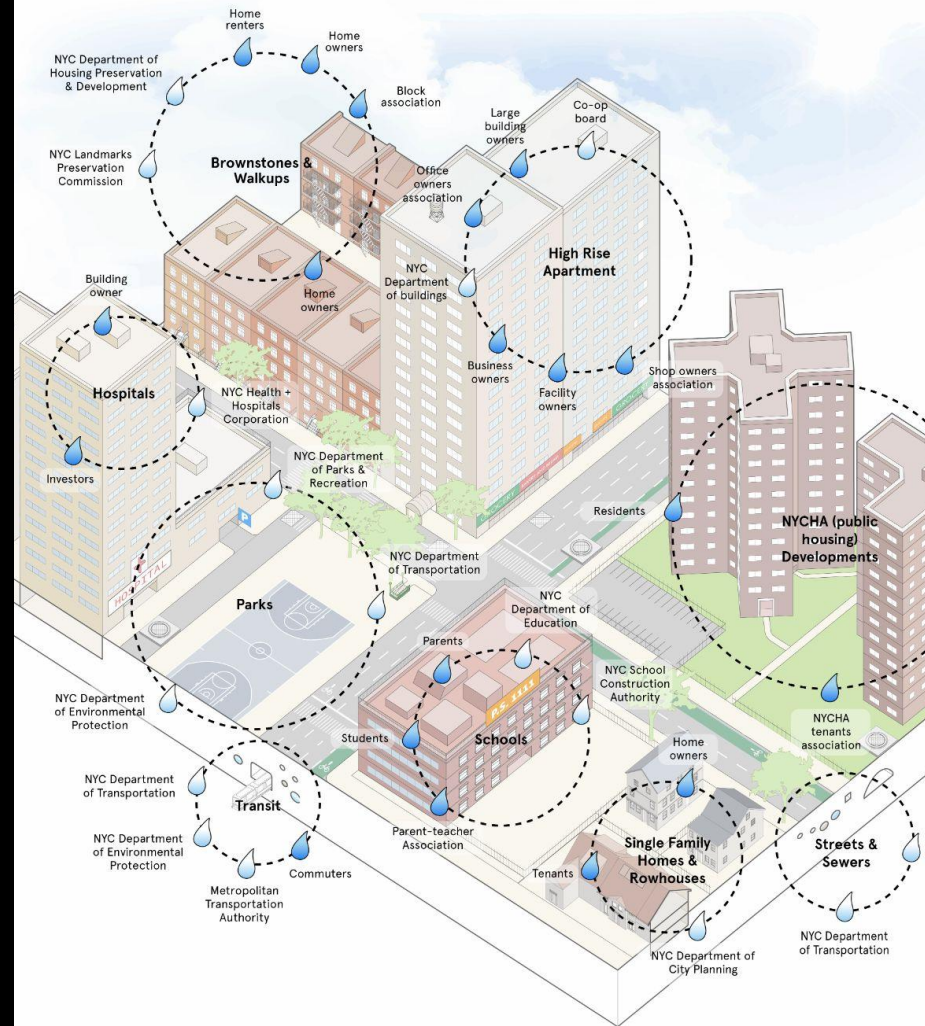 Home
renters
Home
owners
NYC Department of
Housing Preservation
& Development
Block
association
NYC Landmarks
Preservation
Commission
Brownstones &
Walkups
Home
owners
Large
building
owners
Co-op
board
Office
owners
association
High Rise
Apartment
NYC
Department
of buildings
Business
owners
Facility
owners
Shop owners
association
Building
owner
Hospitals
NYC Health +
Hospitals
Corporation
Investors
HOSPITAL
P
NYC Department
of Parks &
Recreation
NYC Department
of Transportation
Parks
NYC Department
of Environmental
Protection
Residents
NYCHA (public
housing)
Developments
NYCHA
tenants
association
NYC
Department of
Education
Parents
P.S. 1111
NYC School
Construction
Authority
Students
Schools
Parent-teacher
Association
NYC Department
of Transportation
Transit
NYC Department
of Environmental
Protection
Metropolitan
Transportation
Authority
Commuters
Home
owners
Single Family
Homes &
Rowhouses
Tenants
NYC Department of
City Planning
Streets &
Sewers
NYC Department
of Transportation